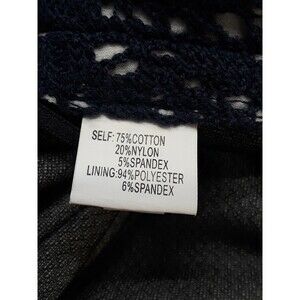 SELF: 75%COTTON
20%NYLON
5%SPANDEX
LINING:94%POLYESTER
6%SPANDEX